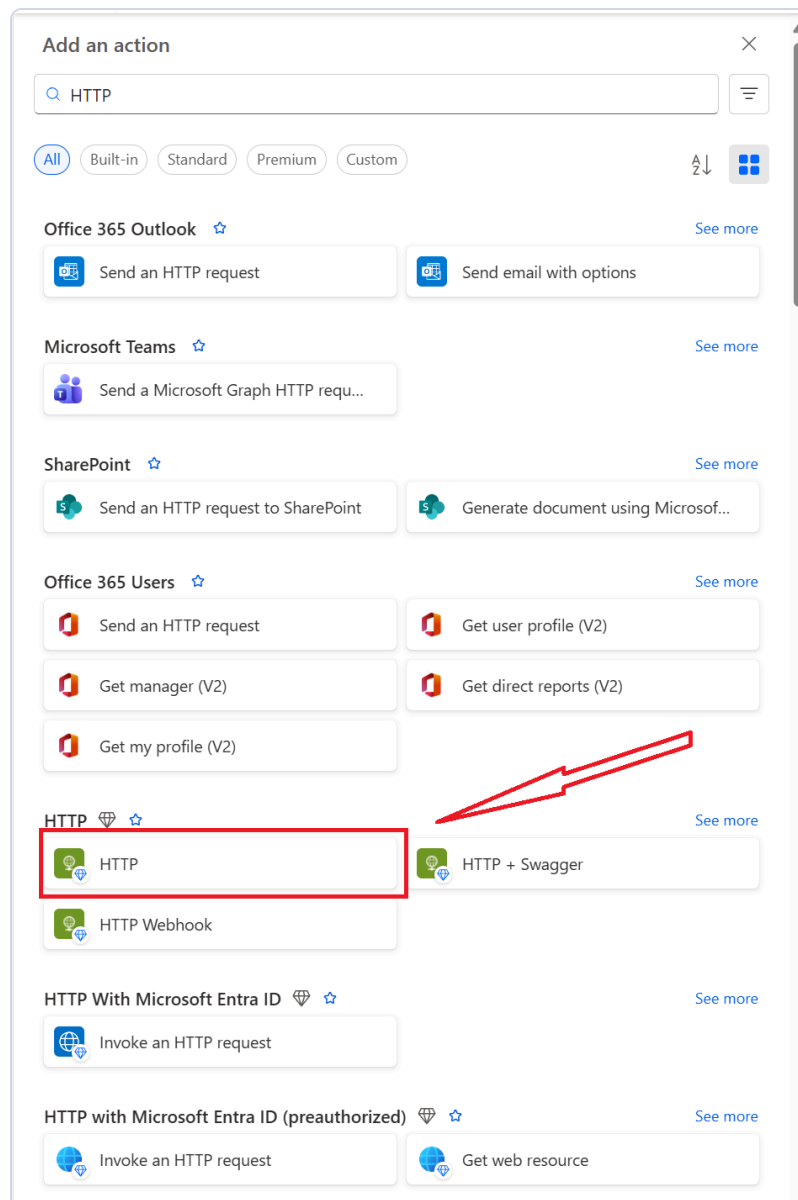 Add an action
HTTP
All Built-in Standard Premium Custom
Office 365 Outlook See more
Send an HTTP request Send email with options
Microsoft Teams See more
Send a Microsoft Graph HTTP requ...
SharePoint See more
Send an HTTP request to SharePoint Generate document using Microsof...
Office 365 Users See more
Send an HTTP request Get user profile (V2)
Get manager (V2) Get direct reports (V2)
Get my profile (V2)
HTTP See more
HTTP HTTP + Swagger
HTTP Webhook
HTTP With Microsoft Entra ID See more
Invoke an HTTP request
HTTP with Microsoft Entra ID (preauthorized) See more
Invoke an HTTP request Get web resource